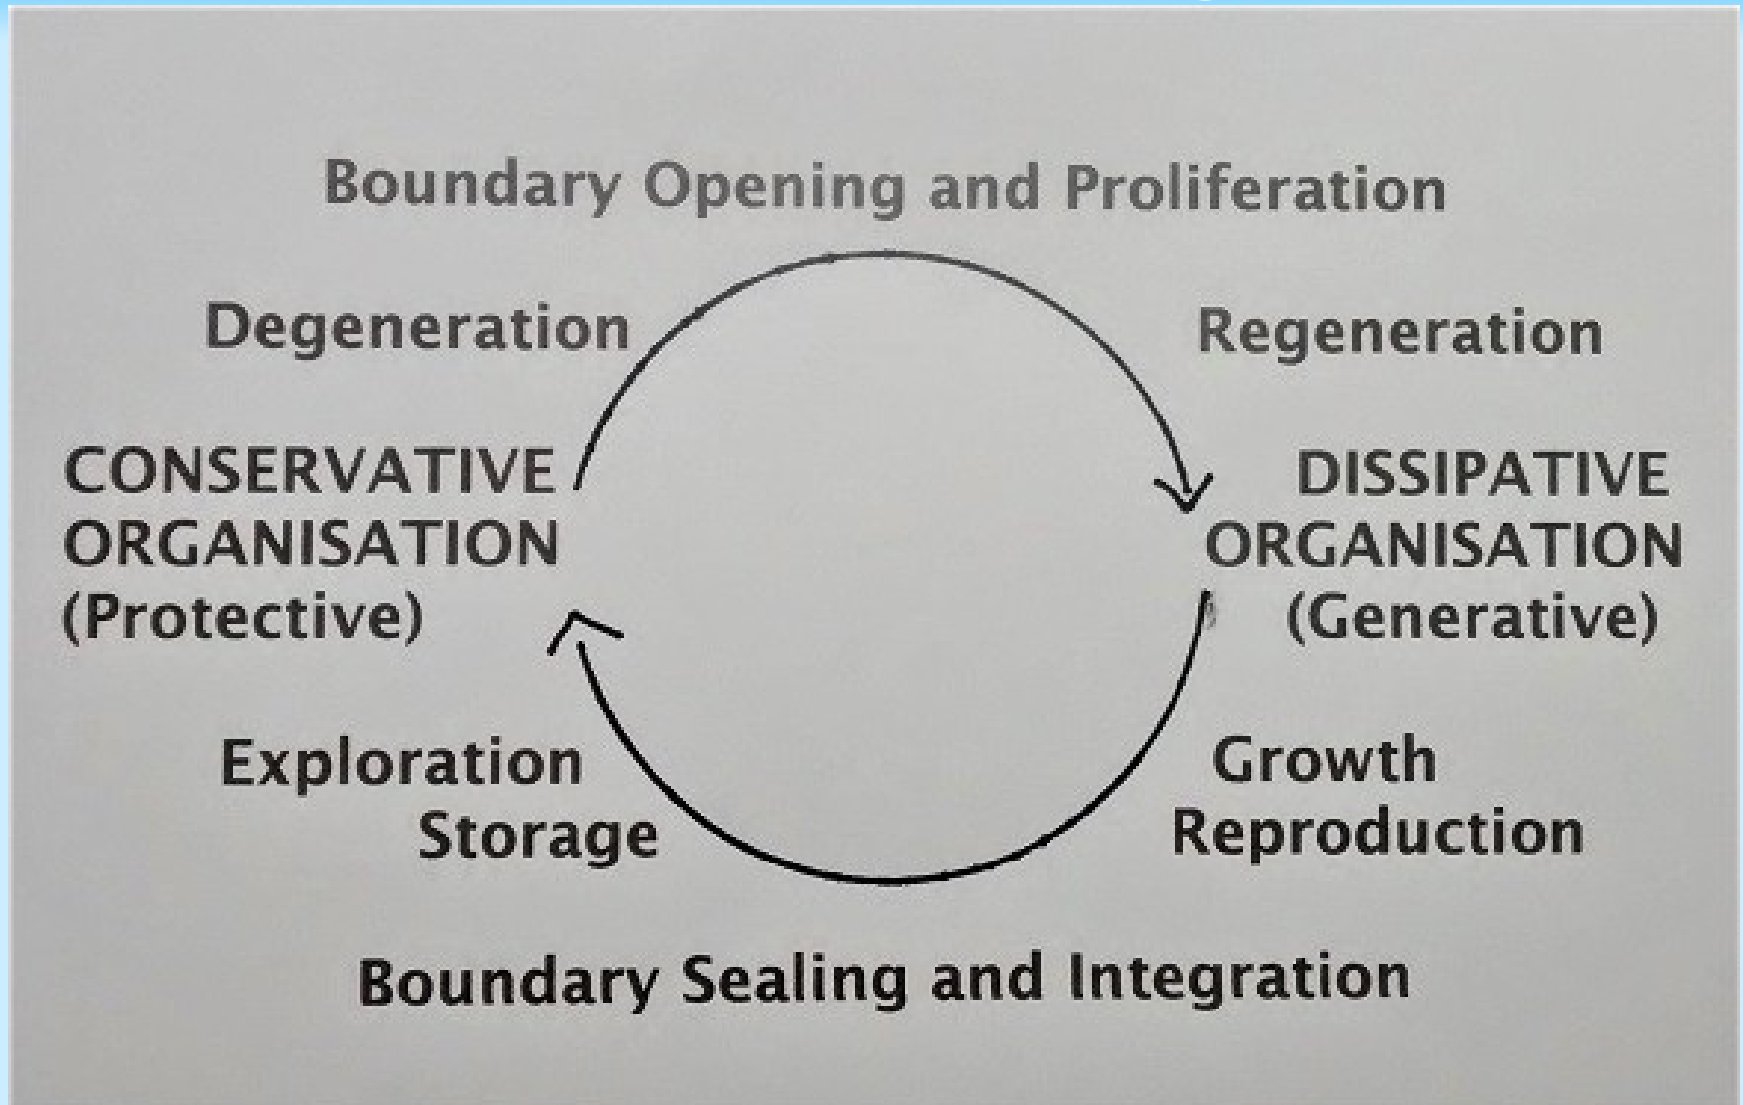 Boundary Opening and Proliferation
Degeneration
Regeneration
CONSERVATIVE
ORGANISATION
(Protective)
DISSIPATIVE
ORGANISATION
(Generative)
Exploration
Storage
Growth
Reproduction
Boundary Sealing and Integration